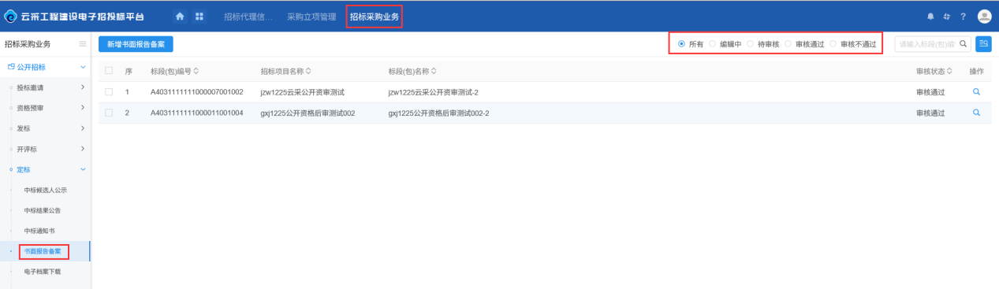 云采工程建设电子招投标平台 招标代理信... 采购立项管理 招标采购业务 ?
招标采购业务 新增书面报告备案 所有 编辑中 待审核 审核通过 审核不通过 请输入标段(包)编
公开招标 序 标段(包)编号 招标项目名称 标段(包)名称 审核状态 操作
投标邀请 1 A4031111111000007001002 jzw1225云采公开资审测试 jzw1225云采公开资审测试-2 审核通过
资格预审 2 A4031111111000011001004 gxj1225公开资格后审测试002 gxj1225公开资格后审测试002-2 审核通过
发标
开评标
定标
中标候选人公示
中标结果公告
中标通知书
书面报告备案
电子档案下载